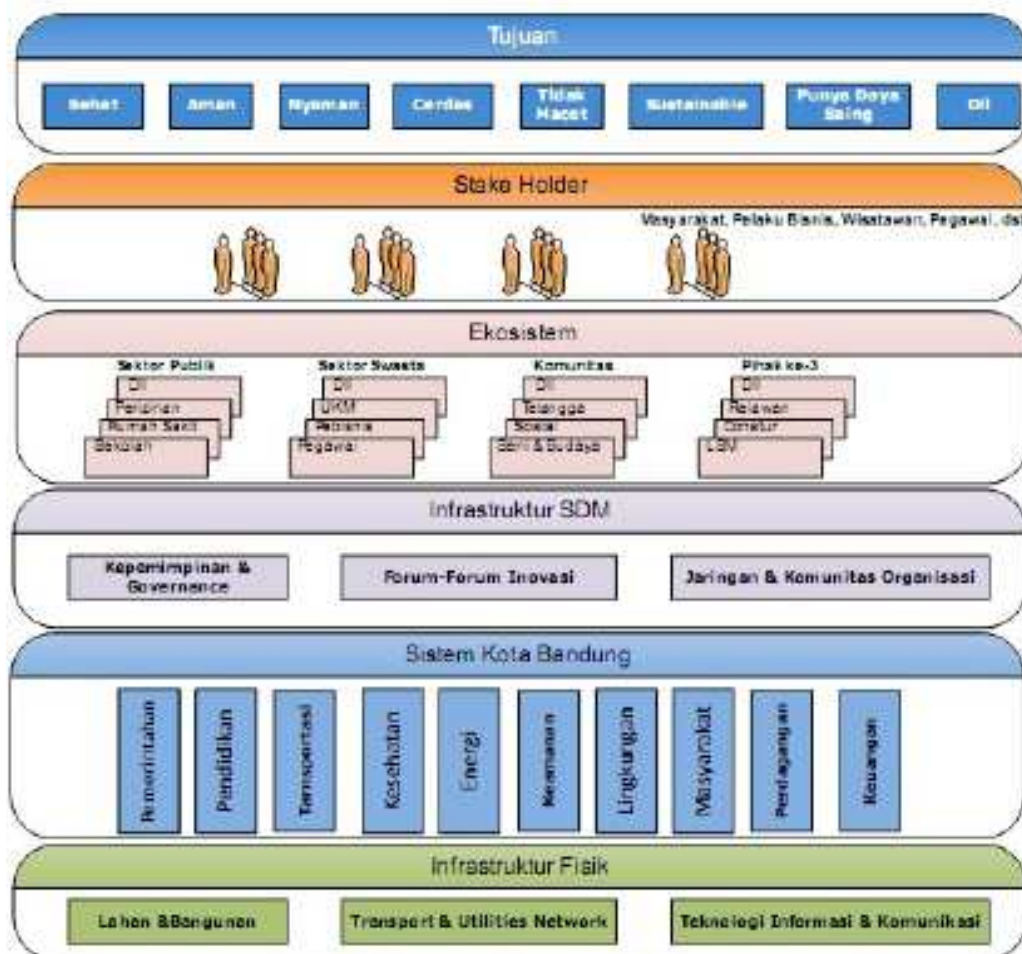 Tujuan
Sehat
Aman
Nyaman
Cerdas
Tidak
Macet
Sustainable
Punya Daya
Saing
Dll
Stake Holder
Masyarakat, Pelaku Bisnis, Wisatawan, Pegawai, dst
Ekosistem
Sektor Publik
Dll
Perizinan
Rumah Sakit
Sekolah
Sektor Swasta
Dll
UKM
Pebisnis
Pegawai
Komunitas
Dll
Tetangga
Sosial
Seni & Budaya
Pihak ke-3
Dll
Relawan
Donatur
LSM
Infrastruktur SDM
Kepemimpinan &
Governance
Forum-Forum Inovasi
Jaringan & Komunitas Organisasi
Sistem Kota Bandung
Pemerintahan
Pendidikan
Transportasi
Kesehatan
Energi
Keamanan
Lingkungan
Masyarakat
Perdagangan
Keuangan
Infrastruktur Fisik
Lahan &Bangunan
Transport & Utilities Network
Teknologi Informasi & Komunikasi